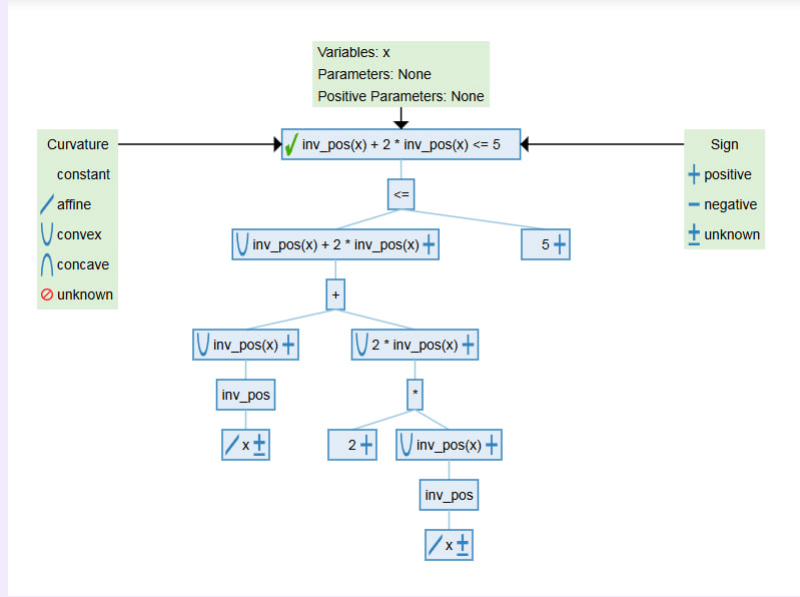 Variables: x
Parameters: None
Positive Parameters: None
Curvature
constant
affine
convex
concave
unknown
inv_pos(x) + 2 * inv_pos(x) <= 5
Sign
+ positive
− negative
± unknown
<=
inv_pos(x) + 2 * inv_pos(x) +
5 +
+
inv_pos(x) +
2 * inv_pos(x) +
inv_pos
*
x ±
2 +
inv_pos(x) +
inv_pos
x ±